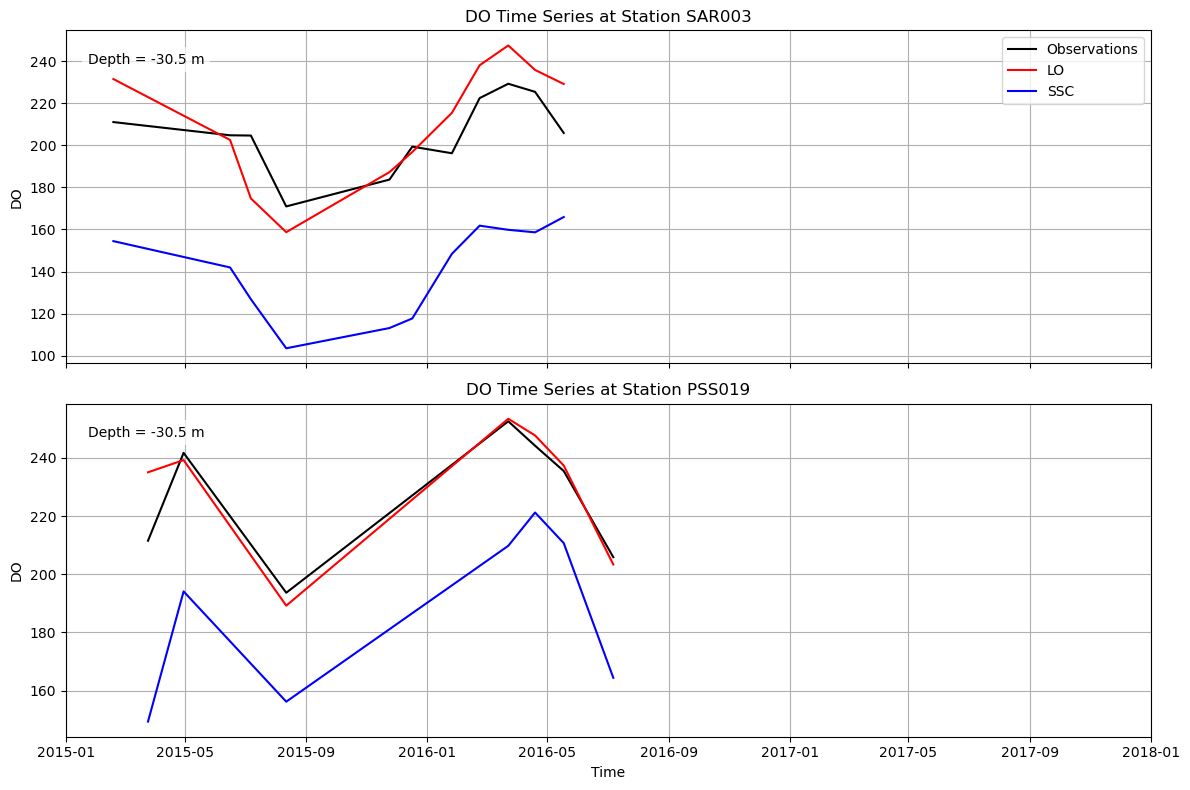 DO Time Series at Station SAR003
Depth = -30.5 m
Observations
LO
SSC
240
220
200
180
160
140
120
100
DO
DO Time Series at Station PSS019
Depth = -30.5 m
240
220
200
180
160
DO
2015-01 2015-05 2015-09 2016-01 2016-05 2016-09 2017-01 2017-05 2017-09 2018-01
Time